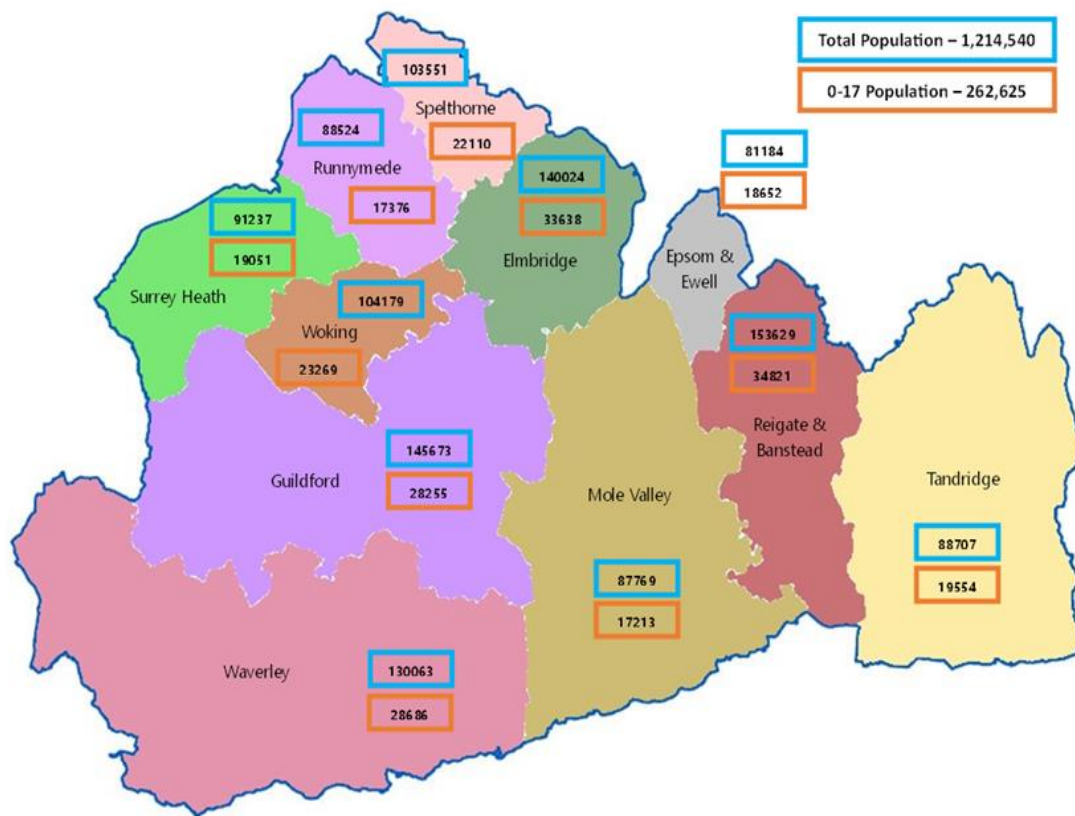 Total Population – 1,214,540
0-17 Population – 262,625
103551
Spelthorne
22110
88524
Runnymede
17376
140024
33638
Elmbridge
81184
18652
Epsom &
Ewell
91237
19051
Surrey Heath
104179
Woking
23269
153629
34821
Reigate &
Banstead
145673
Guildford
28255
Mole Valley
87769
17213
Tandridge
88707
19554
Waverley
130063
28686